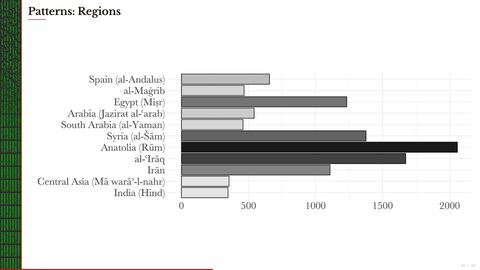 Patterns: Regions
Spain (al-Andalus)
al-Maġrib
Egypt (Miṣr)
Arabia (Jaziraŧ al-ʿarab)
South Arabia (al-Yaman)
Syria (al-Šām)
Anatolia (Rūm)
al-ʿIrāq
Irān
Central Asia (Mā warāʾ-l-nahr)
India (Hind)
0 500 1000 1500 2000